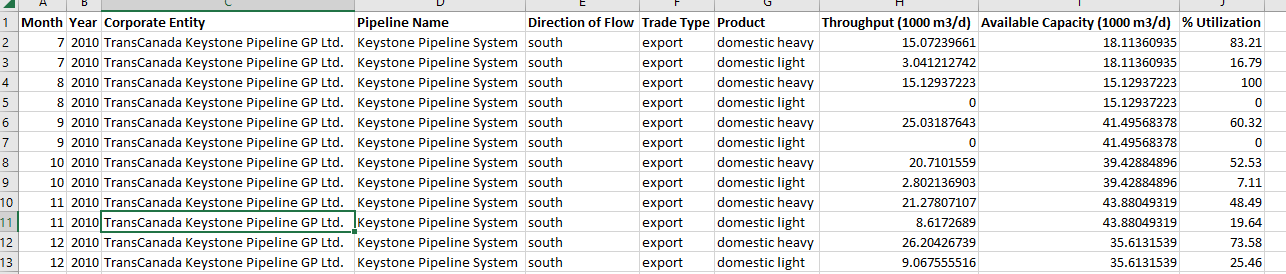 A B C D E F G H I J
1 Month Year Corporate Entity Pipeline Name Direction of Flow Trade Type Product Throughput (1000 m3/d) Available Capacity (1000 m3/d) % Utilization
2 7 2010 TransCanada Keystone Pipeline GP Ltd. Keystone Pipeline System south export domestic heavy 15.07239661 18.11360935 83.21
3 7 2010 TransCanada Keystone Pipeline GP Ltd. Keystone Pipeline System south export domestic light 3.041212742 18.11360935 16.79
4 8 2010 TransCanada Keystone Pipeline GP Ltd. Keystone Pipeline System south export domestic heavy 15.12937223 15.12937223 100
5 8 2010 TransCanada Keystone Pipeline GP Ltd. Keystone Pipeline System south export domestic light 0 15.12937223 0
6 9 2010 TransCanada Keystone Pipeline GP Ltd. Keystone Pipeline System south export domestic heavy 25.03187643 41.49568378 60.32
7 9 2010 TransCanada Keystone Pipeline GP Ltd. Keystone Pipeline System south export domestic light 0 41.49568378 0
8 10 2010 TransCanada Keystone Pipeline GP Ltd. Keystone Pipeline System south export domestic heavy 20.7101559 39.42884896 52.53
9 10 2010 TransCanada Keystone Pipeline GP Ltd. Keystone Pipeline System south export domestic light 2.802136903 39.42884896 7.11
10 11 2010 TransCanada Keystone Pipeline GP Ltd. Keystone Pipeline System south export domestic heavy 21.27807107 43.88049319 48.49
11 11 2010 TransCanada Keystone Pipeline GP Ltd. Keystone Pipeline System south export domestic light 8.6172689 43.88049319 19.64
12 12 2010 TransCanada Keystone Pipeline GP Ltd. Keystone Pipeline System south export domestic heavy 26.20426739 35.6131539 73.58
13 12 2010 TransCanada Keystone Pipeline GP Ltd. Keystone Pipeline System south export domestic light 9.067555516 35.6131539 25.46